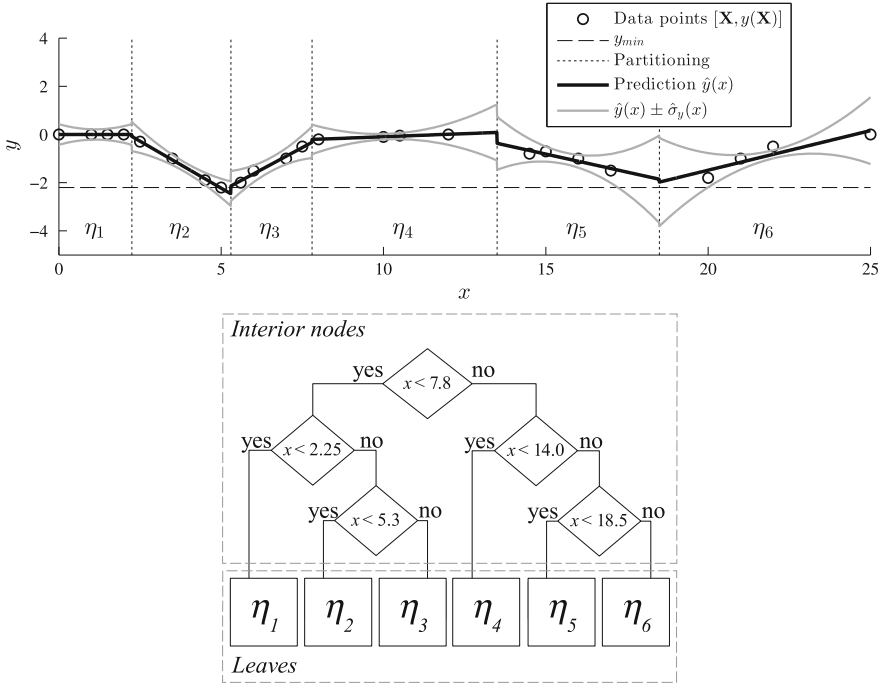 Data points [X, y(X)]
y_min
Partitioning
Prediction ŷ(x)
ŷ(x) ± σ̂_y(x)
4
2
0
−2
−4
y
η1 η2 η3 η4 η5 η6
0 5 10 15 20 25
x
Interior nodes
yes x < 7.8 no
yes x < 2.25 no yes x < 14.0 no
yes x < 5.3 no yes x < 18.5 no
η1 η2 η3 η4 η5 η6
Leaves